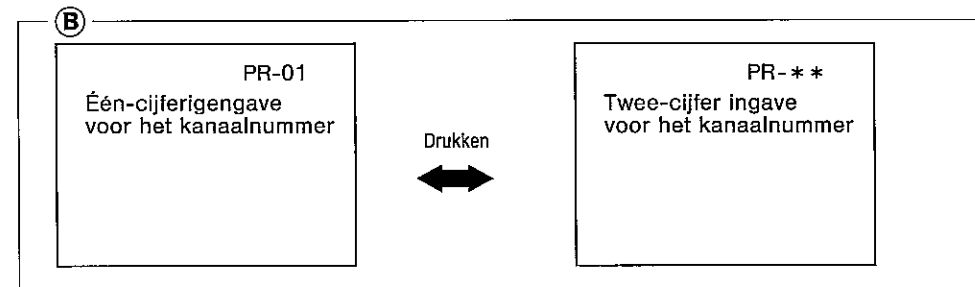 B
PR-01
Één-cijferigengave
voor het kanaalnummer
Drukken
PR-**
Twee-cijfer ingave
voor het kanaalnummer